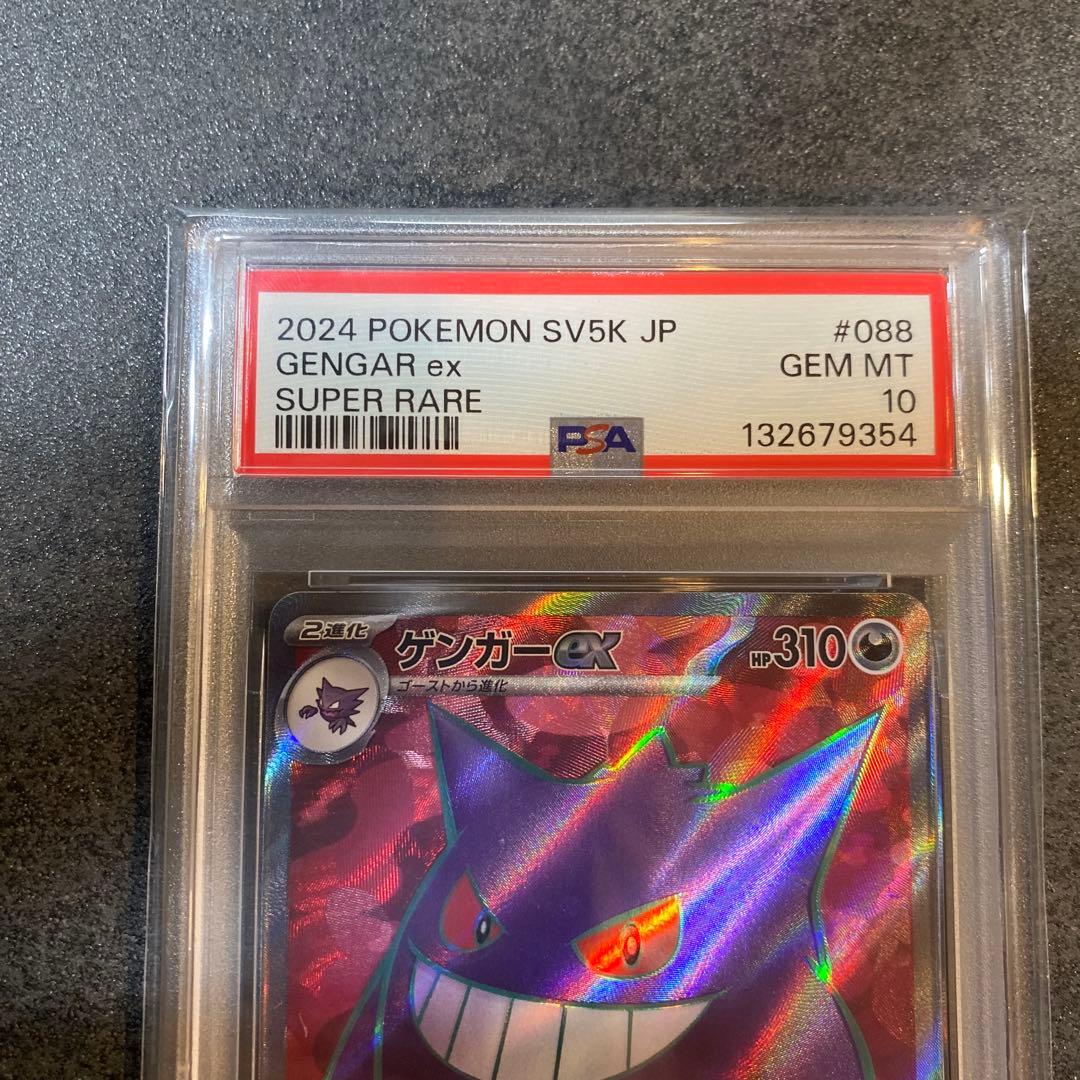 2024 POKEMON SV5K JP #088
GENGAR ex GEM MT
SUPER RARE 10
PSA 132679354
2進化 ゲンガーex HP310
ゴーストから進化